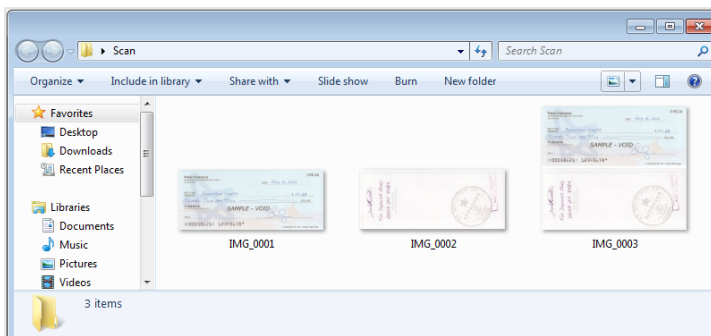 Scan
Search Scan
Organize
Include in library
Share with
Slide show
Burn
New folder
Favorites
Desktop
Downloads
Recent Places
Libraries
Documents
Music
Pictures
Videos
SAMPLE - VOID
SAMPLE - VOID
IMG_0001
IMG_0002
IMG_0003
3 items